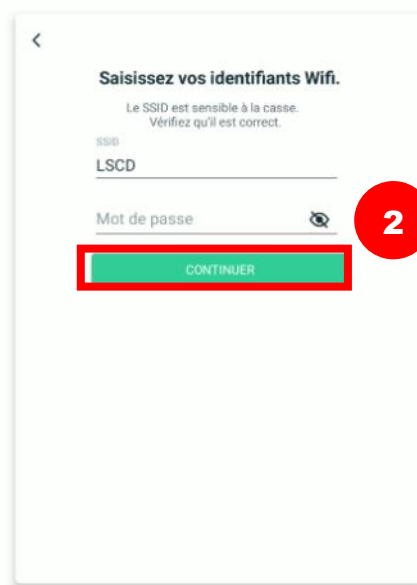 Saisissez vos identifiants Wifi.
Le SSID est sensible à la casse.
Vérifiez qu'il est correct.
SSID
LSCD
Mot de passe
2
CONTINUER